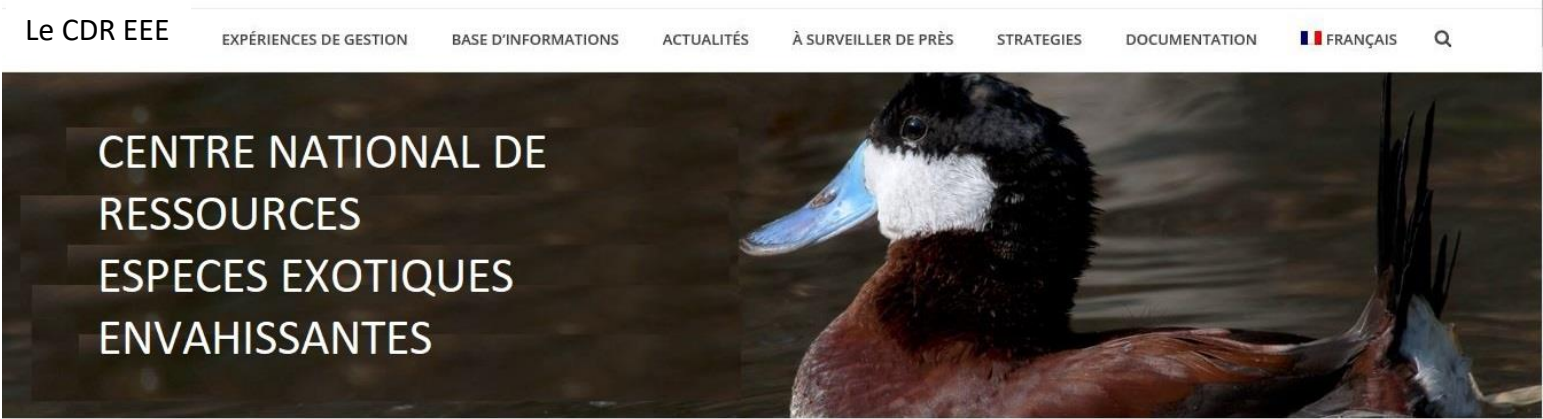 Le CDR EEE
EXPÉRIENCES DE GESTION BASE D'INFORMATIONS ACTUALITÉS À SURVEILLER DE PRÈS STRATEGIES DOCUMENTATION FRANÇAIS
CENTRE NATIONAL DE
RESSOURCES
ESPECES EXOTIQUES
ENVAHISSANTES